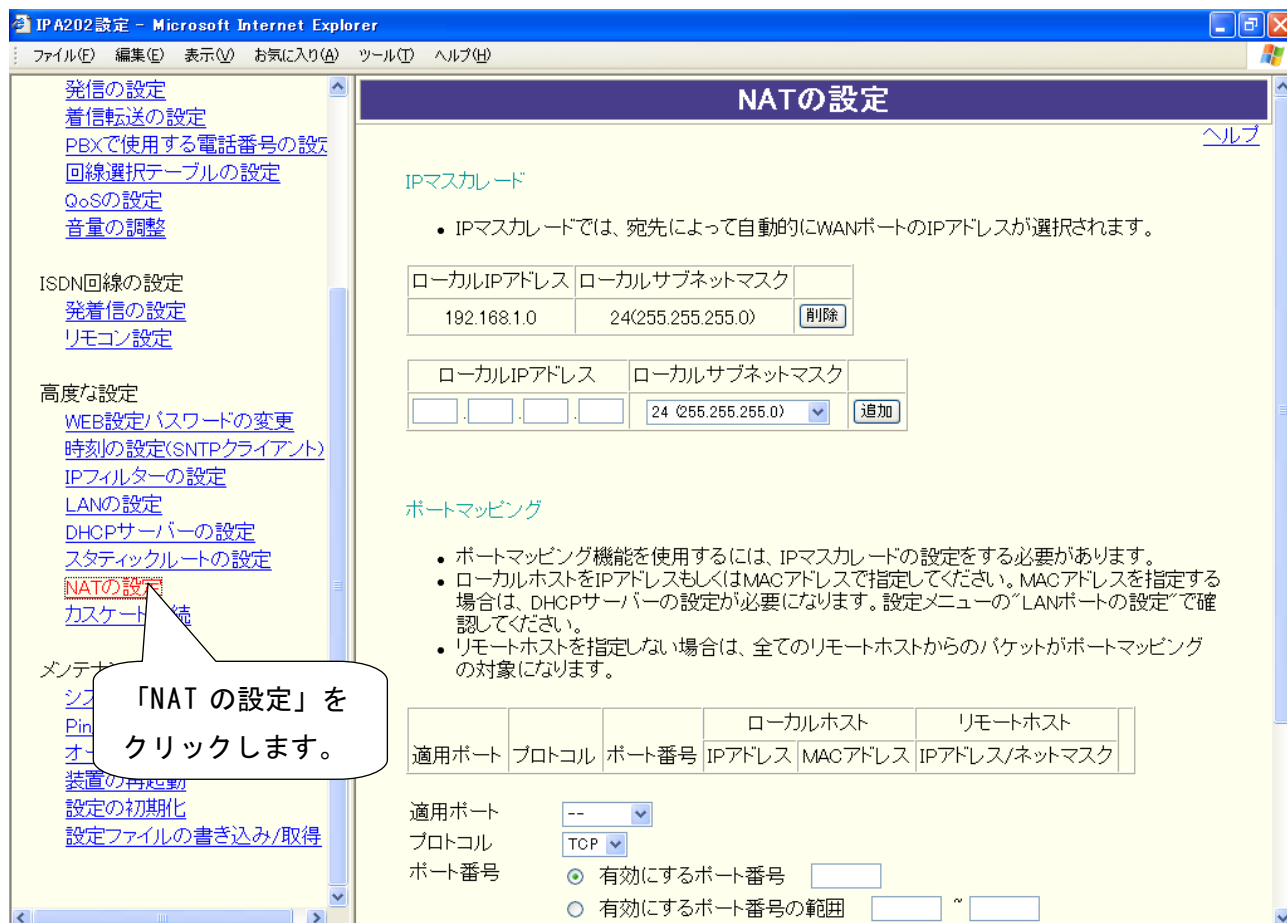 IPA202設定 - Microsoft Internet Explorer
ファイル(F) 編集(E) 表示(V) お気に入り(A) ツール(T) ヘルプ(H)
発信の設定
着信転送の設定
PBXで使用する電話番号の設定
回線選択テーブルの設定
QoSの設定
音量の調整
ISDN回線の設定
発着信の設定
リモコン設定
高度な設定
WEB設定パスワードの変更
時刻の設定(SNTPクライアント)
IPフィルターの設定
LANの設定
DHCPサーバーの設定
スタティックルートの設定
NATの設定
カスケード 続
メンテナ
シス
Pin
オー
装置の再起動
設定の初期化
設定ファイルの書き込み/取得
「NAT の設定」を
クリックします。
NATの設定
ヘルプ
IPマスカレード
• IPマスカレードでは、宛先によって自動的にWANポートのIPアドレスが選択されます。
ローカルIPアドレス ローカルサブネットマスク
192.168.1.0 24(255.255.255.0) 削除
ローカルIPアドレス ローカルサブネットマスク
. . . 24 (255.255.255.0) 追加
ポートマッピング
• ポートマッピング機能を使用するには、IPマスカレードの設定をする必要があります。
• ローカルホストをIPアドレスもしくはMACアドレスで指定してください。MACアドレスを指定する
場合は、DHCPサーバーの設定が必要になります。設定メニューの"LANポートの設定"で確
認してください。
• リモートホストを指定しない場合は、全てのリモートホストからのパケットがポートマッピング
の対象になります。
ローカルホスト リモートホスト
適用ポート プロトコル ポート番号 IPアドレス MACアドレス IPアドレス/ネットマスク
適用ポート --
プロトコル TCP
ポート番号 有効にするポート番号
有効にするポート番号の範囲 ~